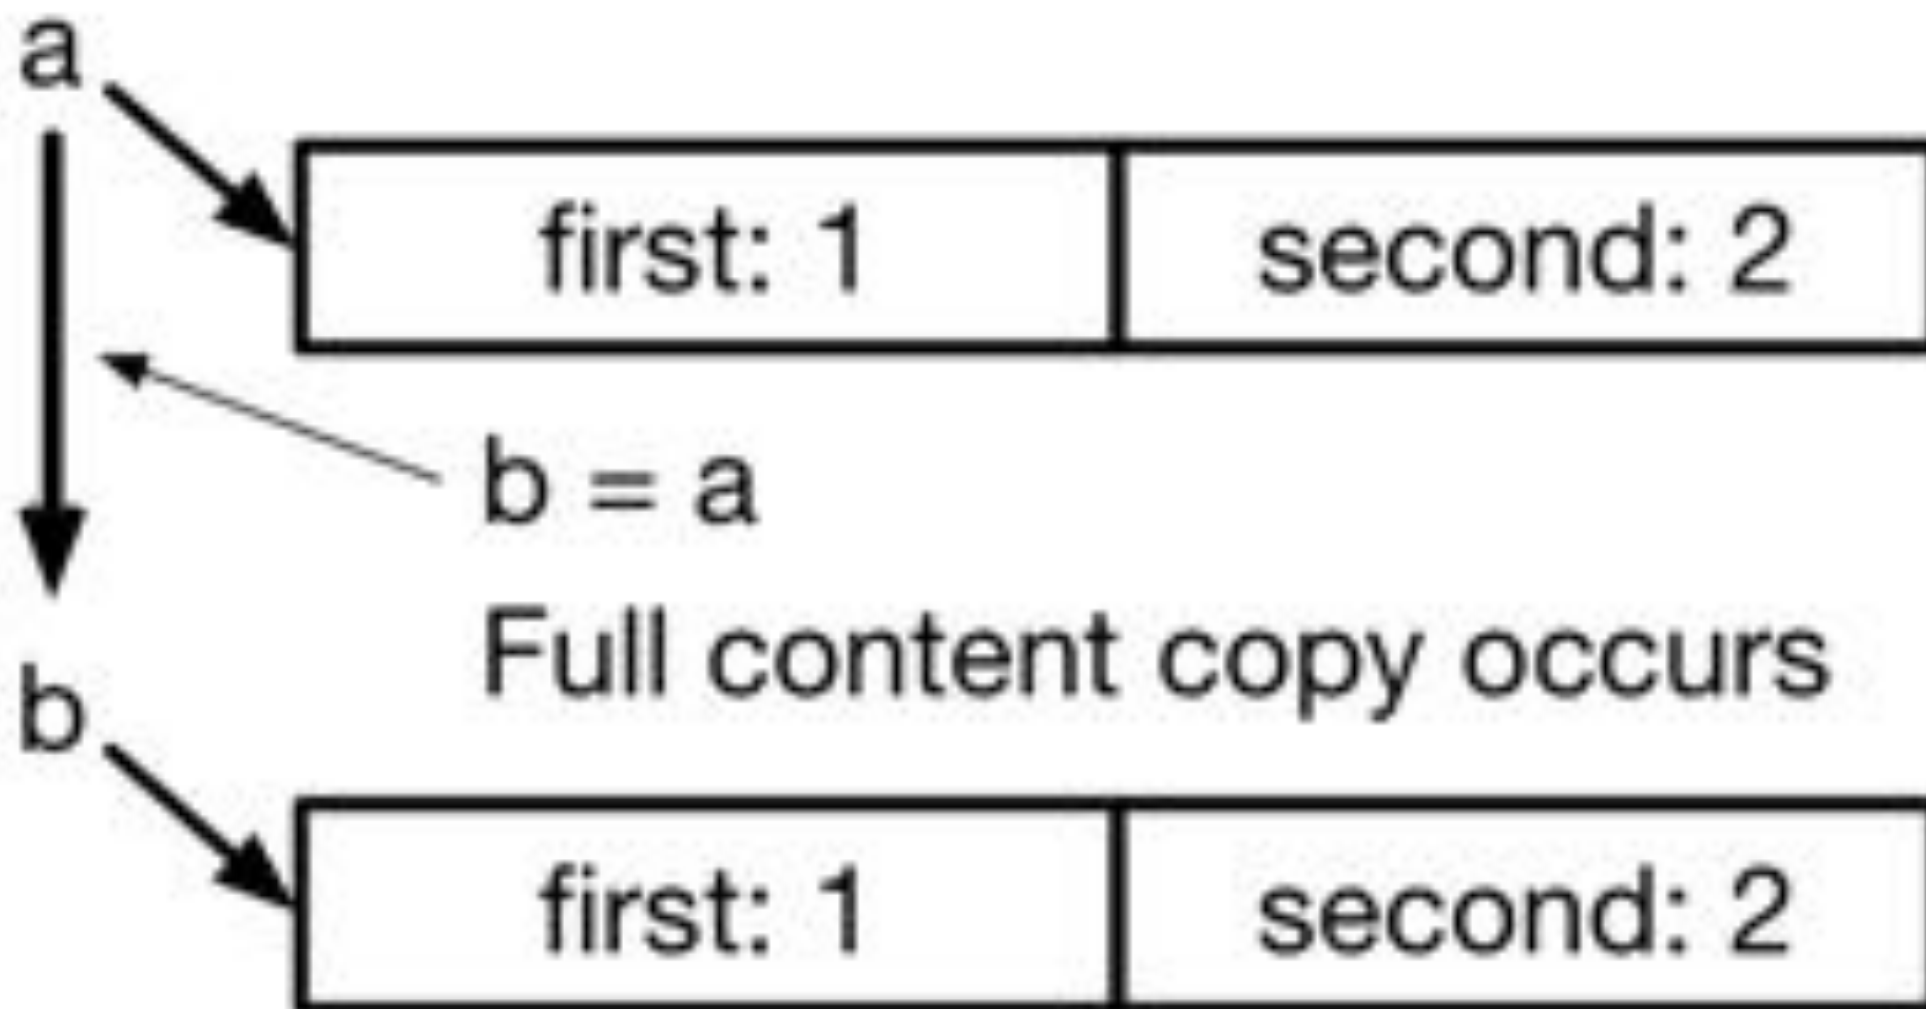 a
first: 1 second: 2
b = a
Full content copy occurs
b
first: 1 second: 2